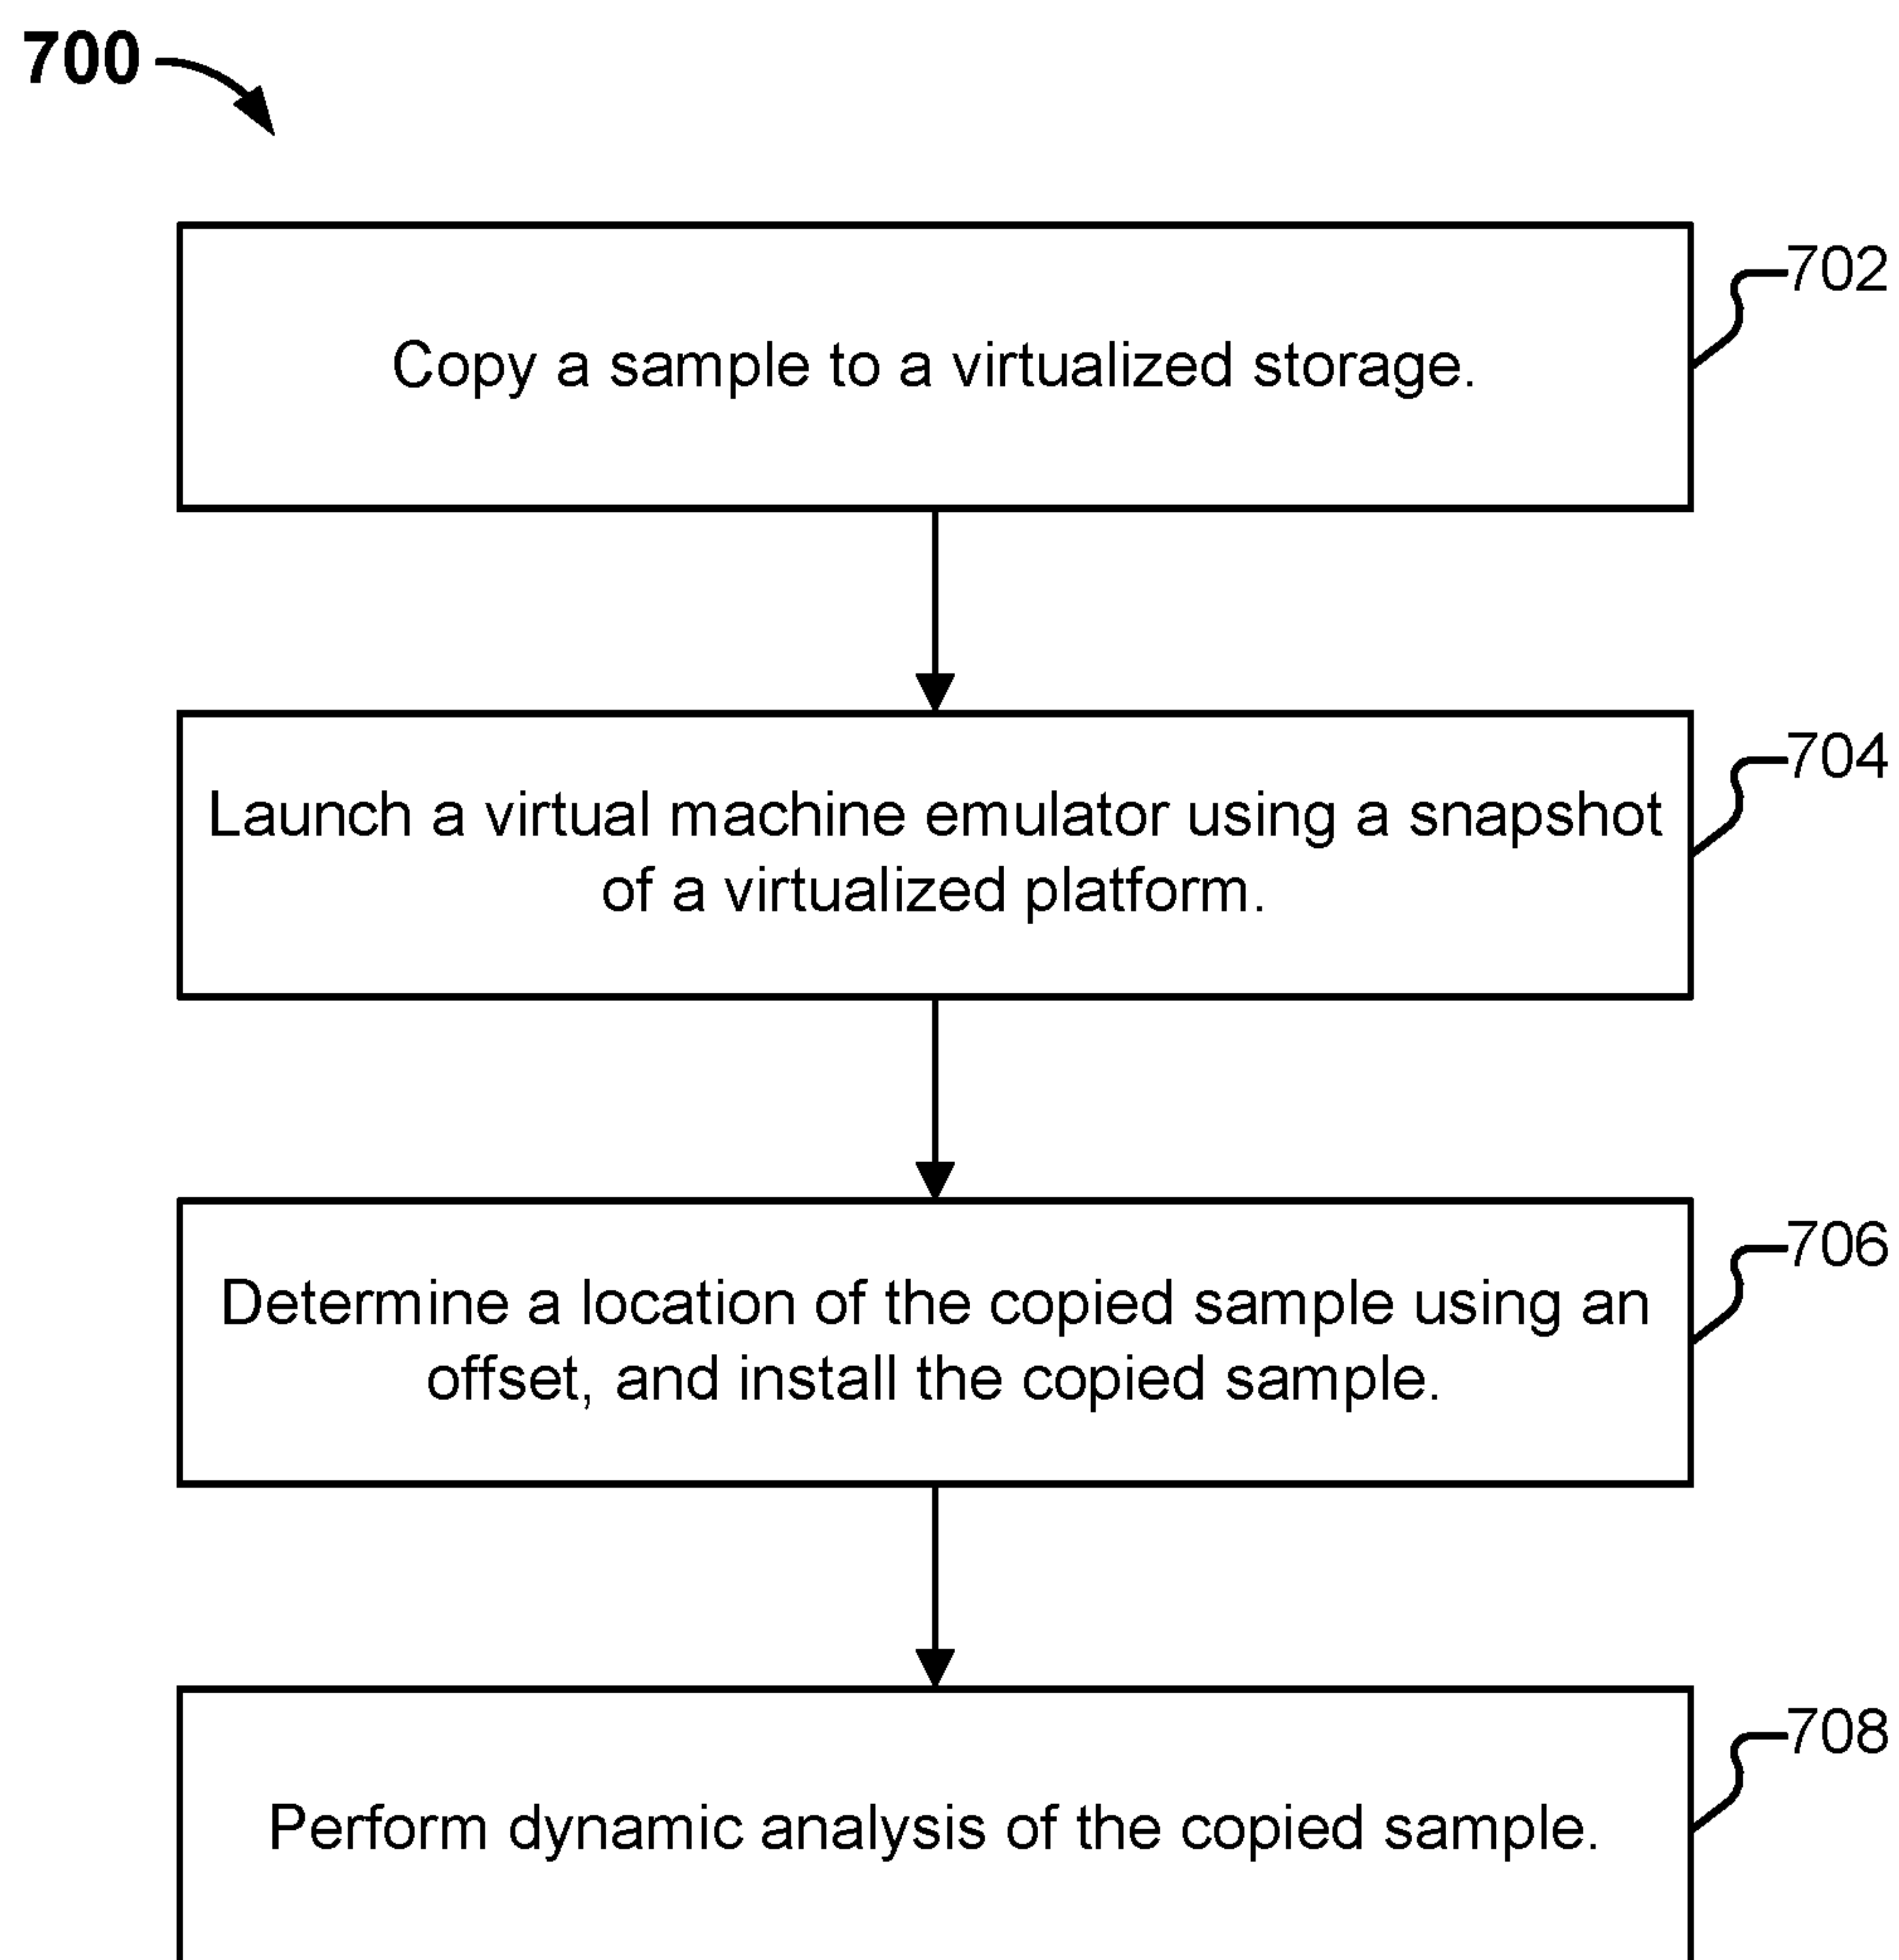 700
702
Copy a sample to a virtualized storage.
704
Launch a virtual machine emulator using a snapshot
of a virtualized platform.
706
Determine a location of the copied sample using an
offset, and install the copied sample.
708
Perform dynamic analysis of the copied sample.